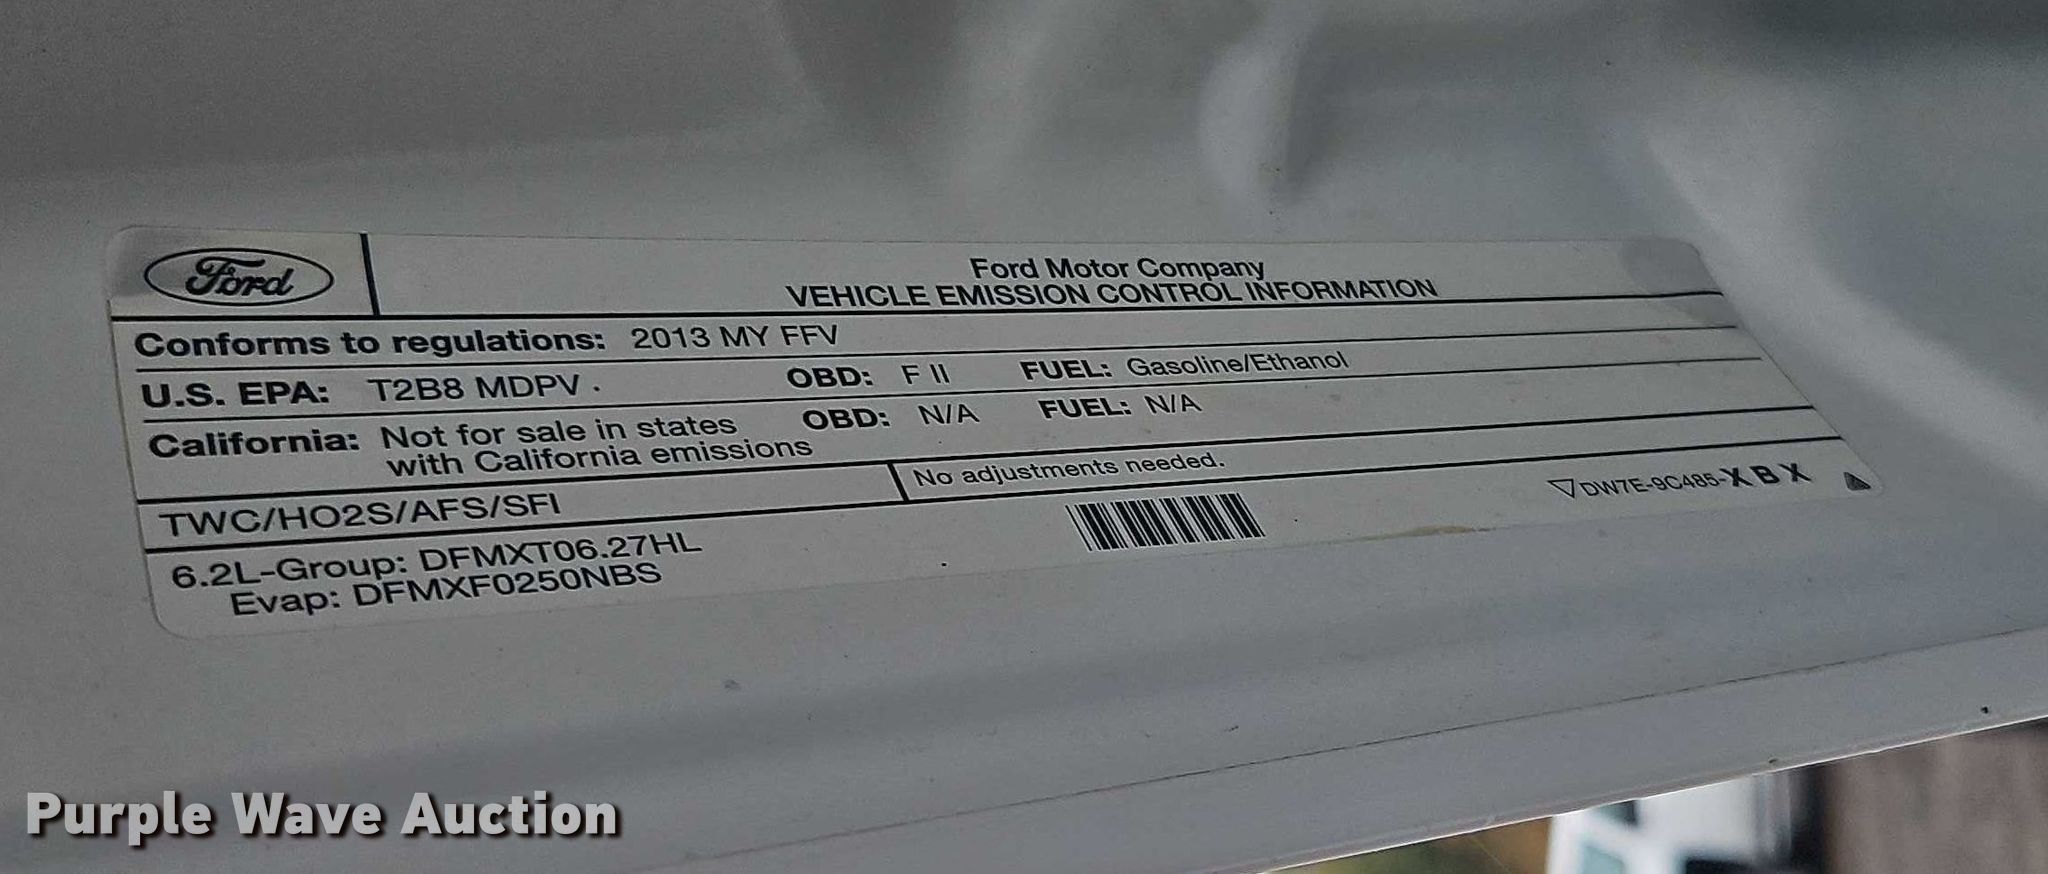 Ford
Ford Motor Company
VEHICLE EMISSION CONTROL INFORMATION
Conforms to regulations: 2013 MY FFV
U.S. EPA: T2B8 MDPV . OBD: F II FUEL: Gasoline/Ethanol
California: Not for sale in states OBD: N/A FUEL: N/A
with California emissions
TWC/HO2S/AFS/SFI
No adjustments needed.
6.2L-Group: DFMXT06.27HL
Evap: DFMXF0250NBS
DW7E-9C485-XBX
Purple Wave Auction